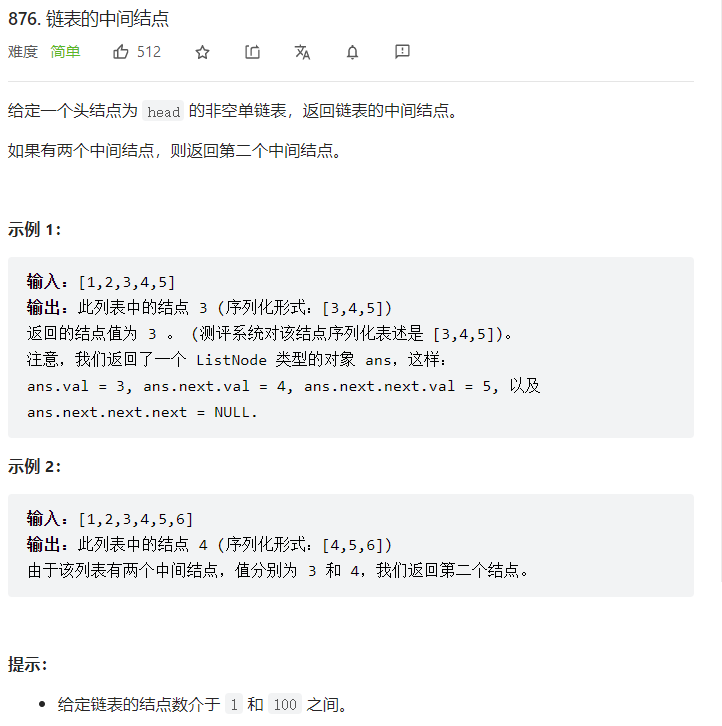 876. 链表的中间结点
难度 简单 512
给定一个头结点为 head 的非空单链表，返回链表的中间结点。
如果有两个中间结点，则返回第二个中间结点。
示例 1：
输入：[1,2,3,4,5]
输出：此列表中的结点 3 (序列化形式：[3,4,5])
返回的结点值为 3 。 (测评系统对该结点序列化表述是 [3,4,5])。
注意，我们返回了一个 ListNode 类型的对象 ans，这样：
ans.val = 3, ans.next.val = 4, ans.next.next.val = 5, 以及
ans.next.next.next = NULL.
示例 2：
输入：[1,2,3,4,5,6]
输出：此列表中的结点 4 (序列化形式：[4,5,6])
由于该列表有两个中间结点，值分别为 3 和 4，我们返回第二个结点。
提示：
• 给定链表的结点数介于 1 和 100 之间。